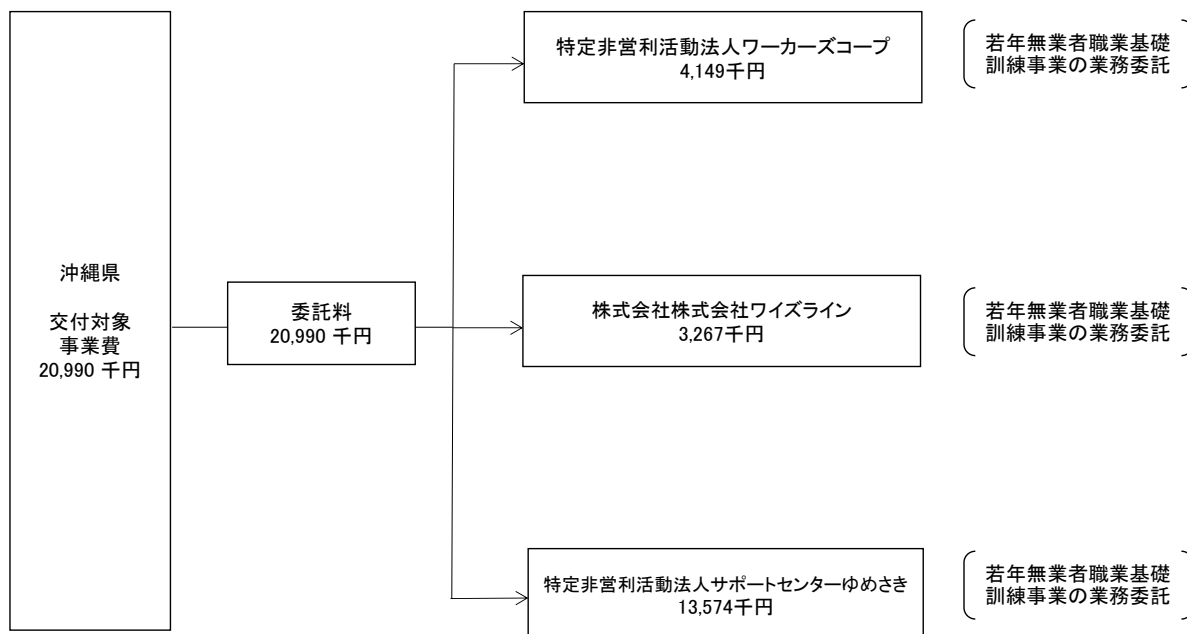 沖縄県
交付対象
事業費
20,990 千円
委託料
20,990 千円
特定非営利活動法人ワーカーズコープ
4,149千円
若年無業者職業基礎
訓練事業の業務委託
株式会社株式会社ワイズライン
3,267千円
若年無業者職業基礎
訓練事業の業務委託
特定非営利活動法人サポートセンターゆめさき
13,574千円
若年無業者職業基礎
訓練事業の業務委託